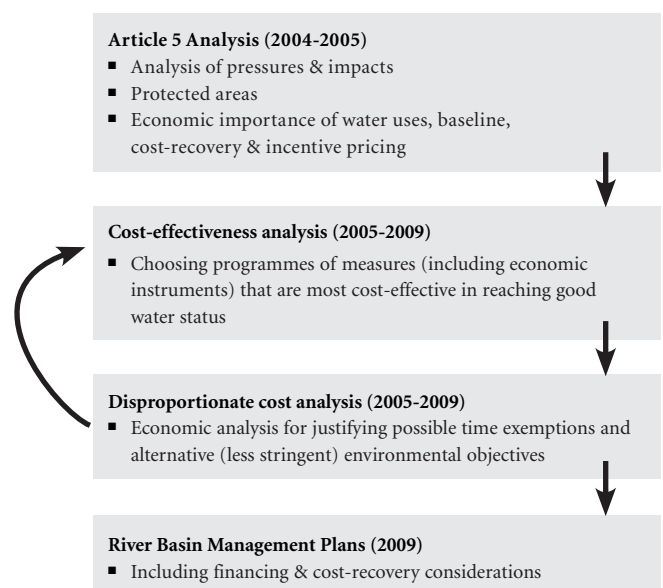 Article 5 Analysis (2004-2005)
▪ Analysis of pressures & impacts
▪ Protected areas
▪ Economic importance of water uses, baseline,
cost-recovery & incentive pricing
Cost-effectiveness analysis (2005-2009)
▪ Choosing programmes of measures (including economic
instruments) that are most cost-effective in reaching good
water status
Disproportionate cost analysis (2005-2009)
▪ Economic analysis for justifying possible time exemptions and
alternative (less stringent) environmental objectives
River Basin Management Plans (2009)
▪ Including financing & cost-recovery considerations